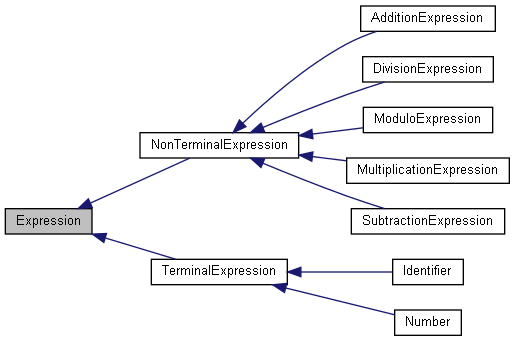 AdditionExpression
DivisionExpression
ModuloExpression
NonTerminalExpression
MultiplicationExpression
Expression
SubtractionExpression
TerminalExpression
Identifier
Number